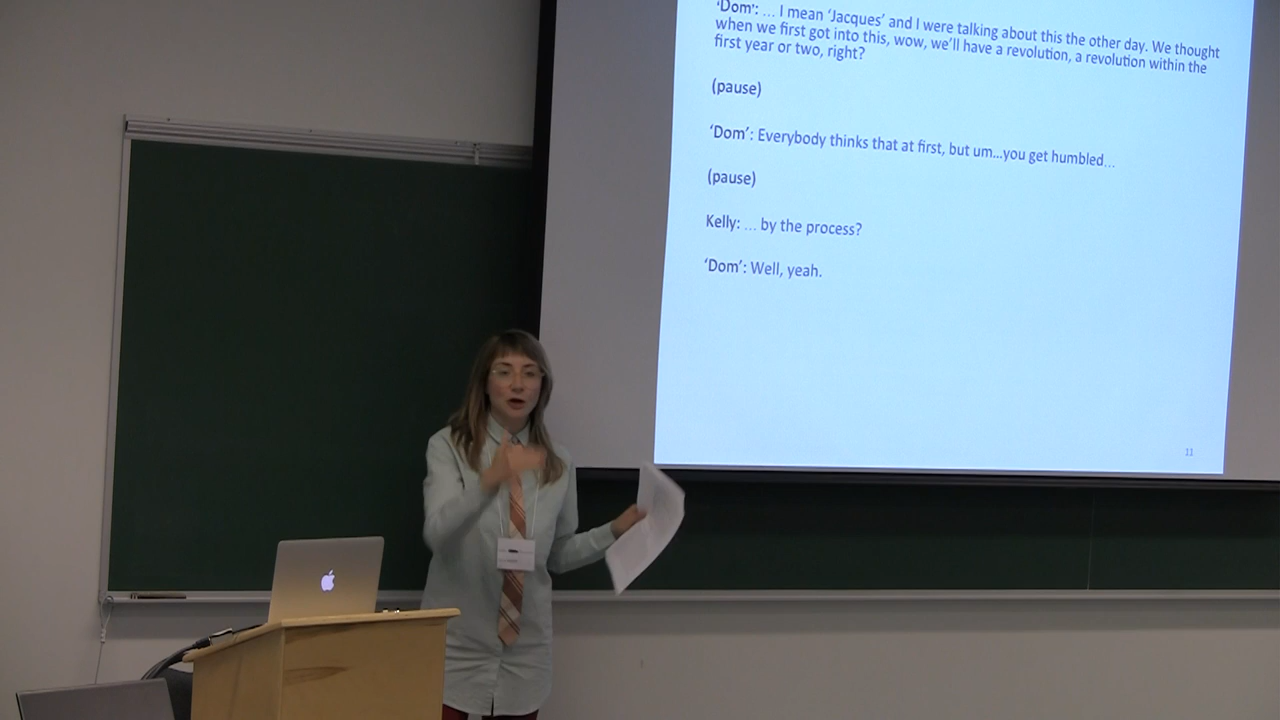 ‘Dom’: … I mean ‘Jacques’ and I were talking about this the other day. We thought
when we first got into this, wow, we’ll have a revolution, a revolution within the
first year or two, right?
(pause)
‘Dom’: Everybody thinks that at first, but um...you get humbled…
(pause)
Kelly: … by the process?
‘Dom’: Well, yeah.
11